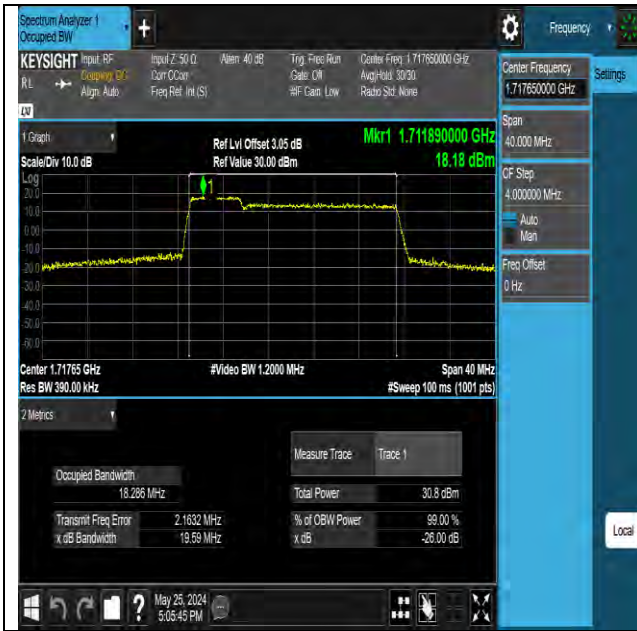 Spectrum Analyzer 1
Occupied BW
+
Frequency
KEYSIGHT
Input: RF
Coupling: DC
Align: Auto
Input Z: 50 Ω
Corr CCorr
Freq Ref: Int (S)
Atten: 40 dB
Trig: Free Run
Gate: Off
#IF Gain: Low
Center Freq: 1.717650000 GHz
Avg|Hold: 30/30
Radio Std: None
RL
LXI
Center Frequency
1.717650000 GHz
Settings
Span
40.000 MHz
CF Step
4.000000 MHz
Auto
Man
Freq Offset
0 Hz
1 Graph
Scale/Div 10.0 dB
Ref Lvl Offset 3.05 dB
Ref Value 30.00 dBm
Mkr1 1.711890000 GHz
18.18 dBm
Log
20.0
10.0
0.00
-10.0
-20.0
-30.0
-40.0
-50.0
-60.0
1
Center 1.71765 GHz
#Video BW 1.2000 MHz
Span 40 MHz
Res BW 390.00 kHz
#Sweep 100 ms (1001 pts)
2 Metrics
Measure Trace
Trace 1
Occupied Bandwidth
18.286 MHz
Total Power
30.8 dBm
Transmit Freq Error
2.1632 MHz
% of OBW Power
99.00 %
x dB Bandwidth
19.59 MHz
x dB
-26.00 dB
Local
?
May 25, 2024
5:05:45 PM